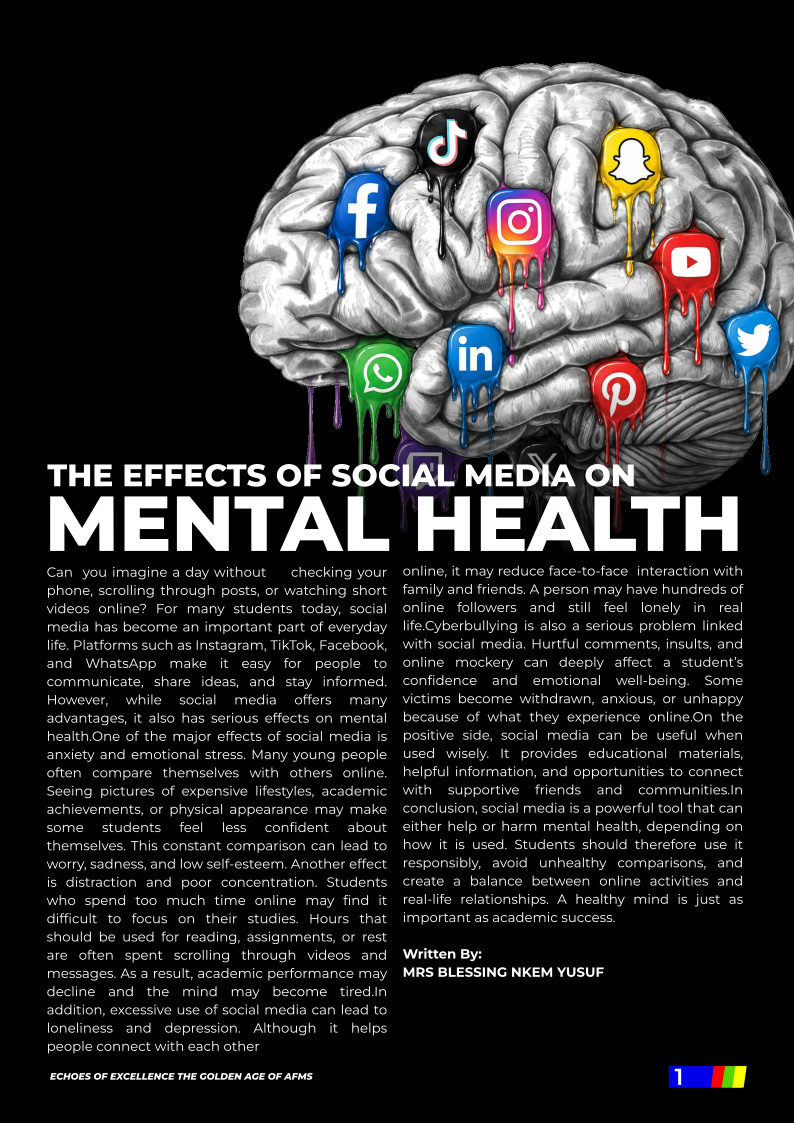 in
THE EFFECTS OF SOCIAL MEDIA ON
MENTAL HEALTH
Can you imagine a day without checking your
phone, scrolling through posts, or watching short
videos online? For many students today, social
media has become an important part of everyday
life. Platforms such as Instagram, TikTok, Facebook,
and WhatsApp make it easy for people to
communicate, share ideas, and stay informed.
However, while social media offers many
advantages, it also has serious effects on mental
health.One of the major effects of social media is
anxiety and emotional stress. Many young people
often compare themselves with others online.
Seeing pictures of expensive lifestyles, academic
achievements, or physical appearance may make
some students feel less confident about
themselves. This constant comparison can lead to
worry, sadness, and low self-esteem. Another effect
is distraction and poor concentration. Students
who spend too much time online may find it
difficult to focus on their studies. Hours that
should be used for reading, assignments, or rest
are often spent scrolling through videos and
messages. As a result, academic performance may
decline and the mind may become tired.In
addition, excessive use of social media can lead to
loneliness and depression. Although it helps
people connect with each other
online, it may reduce face-to-face interaction with
family and friends. A person may have hundreds of
online followers and still feel lonely in real
life.Cyberbullying is also a serious problem linked
with social media. Hurtful comments, insults, and
online mockery can deeply affect a student's
confidence and emotional well-being. Some
victims become withdrawn, anxious, or unhappy
because of what they experience online.On the
positive side, social media can be useful when
used wisely. It provides educational materials,
helpful information, and opportunities to connect
with supportive friends and communities.In
conclusion, social media is a powerful tool that can
either help or harm mental health, depending on
how it is used. Students should therefore use it
responsibly, avoid unhealthy comparisons, and
create a balance between online activities and
real-life relationships. A healthy mind is just as
important as academic success.
Written By:
MRS BLESSING NKEM YUSUF
ECHOES OF EXCELLENCE THE GOLDEN AGE OF AFMS
1